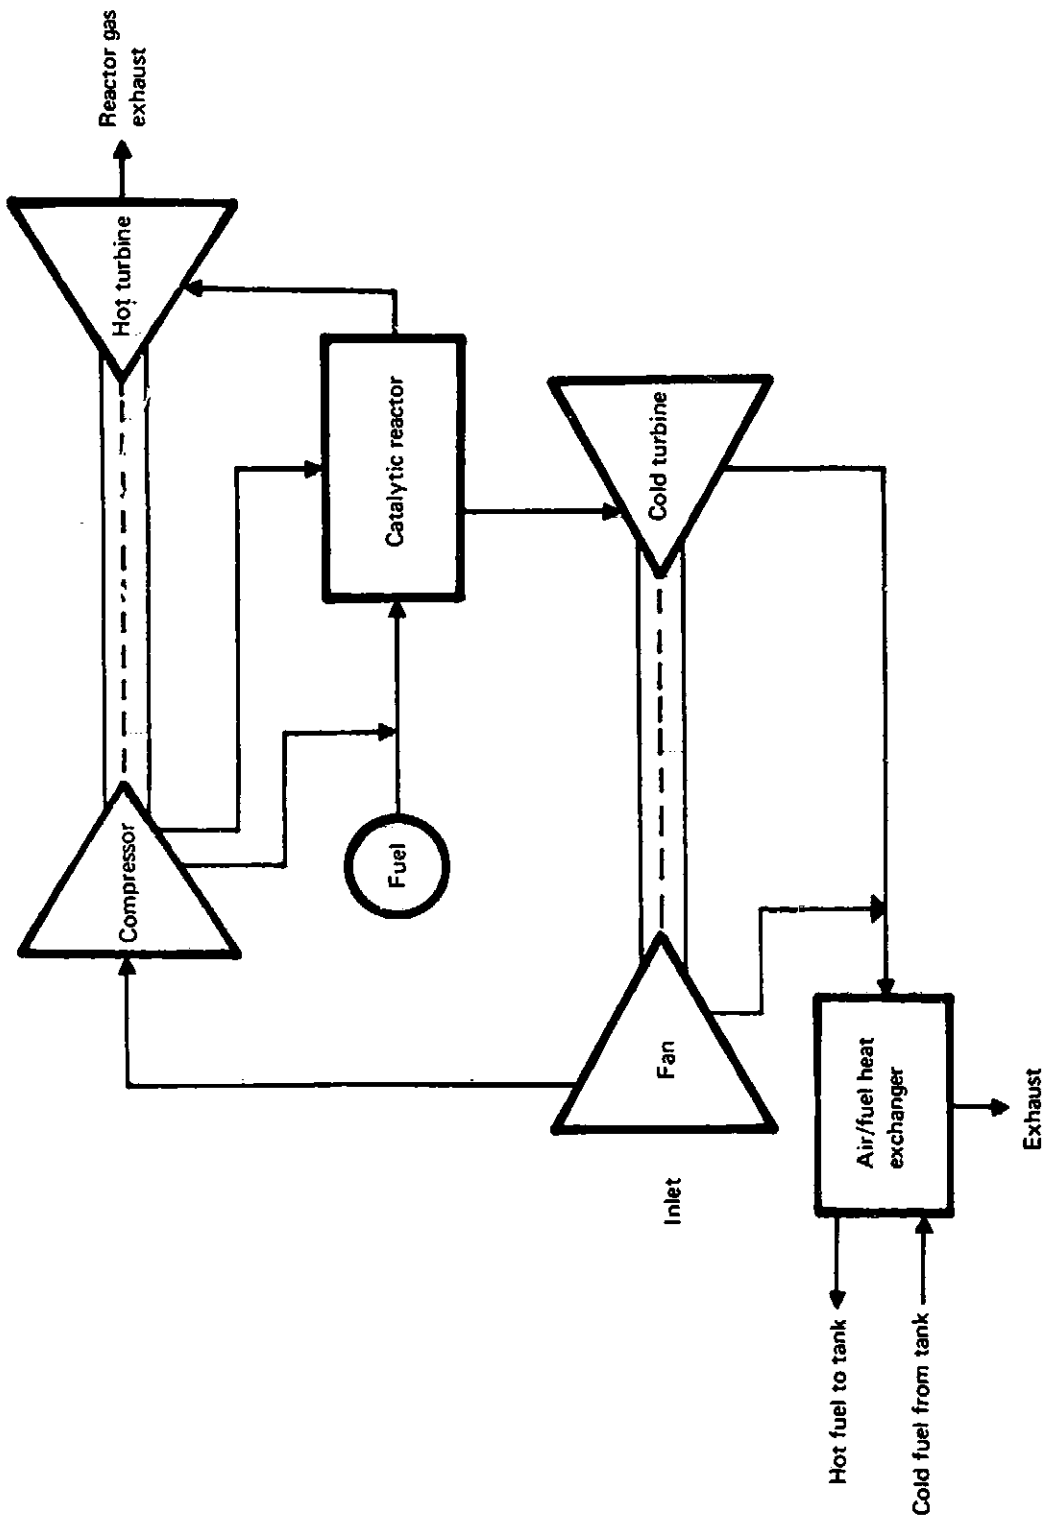 Reactor gas
exhaust
Hot turbine
Compressor
Catalytic reactor
Fuel
Cold turbine
Fan
Inlet
Air/fuel heat
exchanger
Exhaust
Hot fuel to tank
Cold fuel from tank